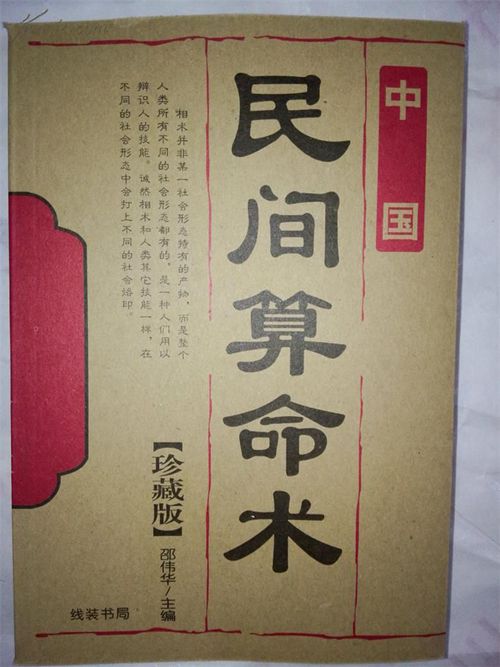 中国
民间算命术
相术并非某一社会形态特有的产物，而是整个
人类所有不同的社会形态都有的，是一种人们用以
辩识人的技能。诚然相术和人类其它技能一样，在
不同的社会形态中会打上不同的社会烙印。
【珍藏版】
邵伟华/主编
线装书局